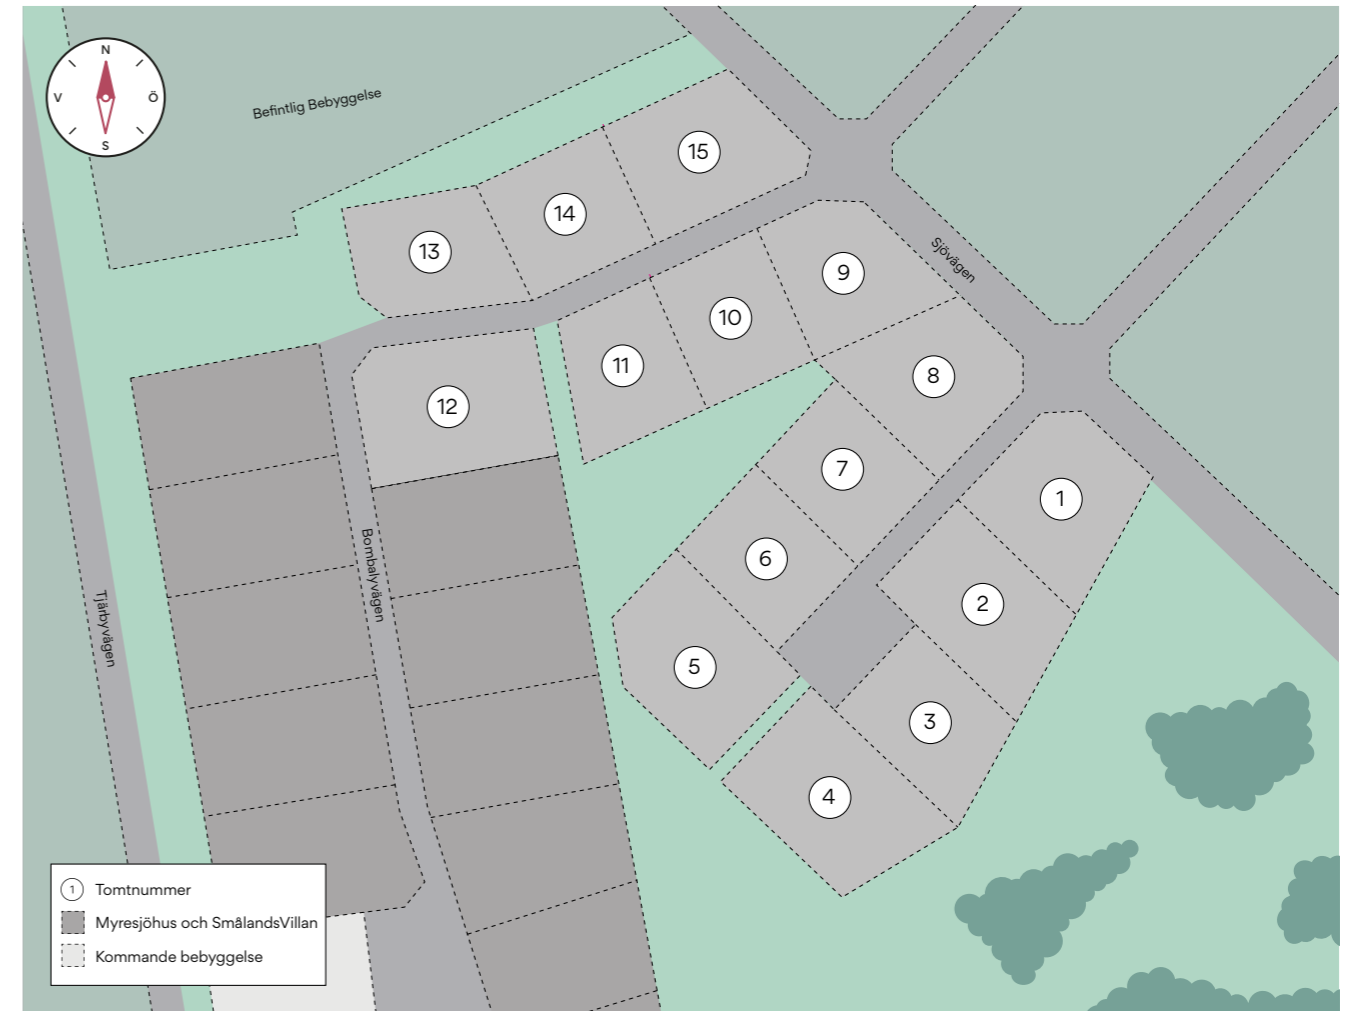 N
V
Ö
S
Befintlig Bebyggelse
15
14
13
Sjövägen
9
10
11
8
12
7
1
6
2
Bombalyvägen
Tjärbyvägen
5
3
4
1 Tomtnummer
Myresjöhus och SmålandsVillan
Kommande bebyggelse